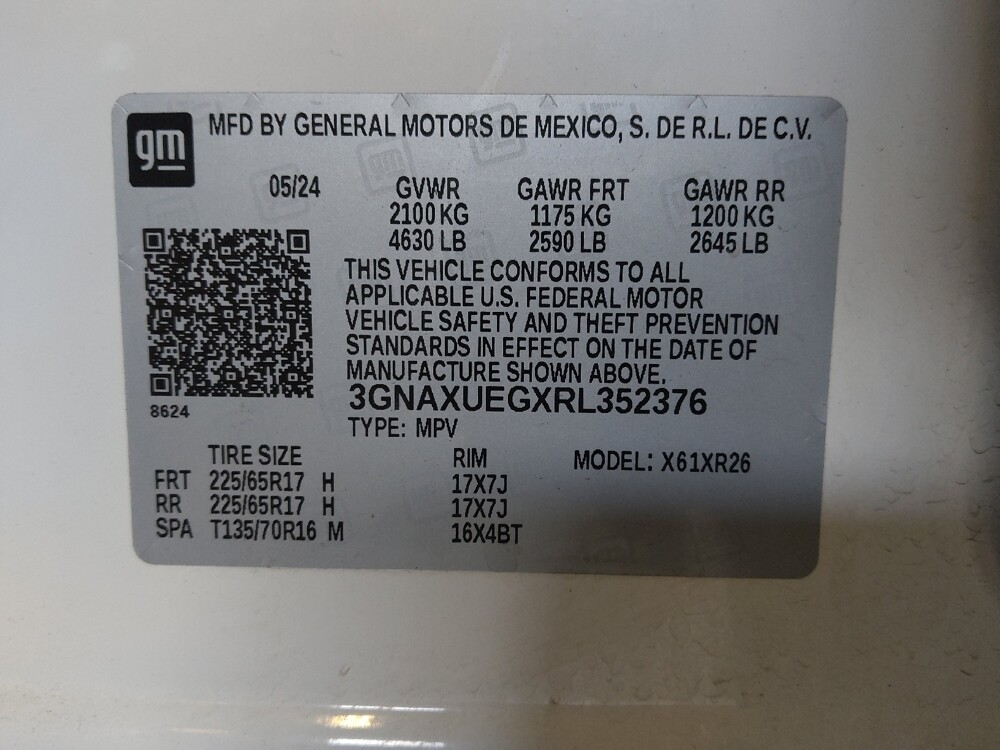 gm MFD BY GENERAL MOTORS DE MEXICO, S. DE R.L. DE C.V.
05/24 GVWR GAWR FRT GAWR RR
2100 KG 1175 KG 1200 KG
4630 LB 2590 LB 2645 LB
THIS VEHICLE CONFORMS TO ALL
APPLICABLE U.S. FEDERAL MOTOR
VEHICLE SAFETY AND THEFT PREVENTION
STANDARDS IN EFFECT ON THE DATE OF
MANUFACTURE SHOWN ABOVE.
3GNAXUEGXRL352376
8624
TYPE: MPV
TIRE SIZE RIM MODEL: X61XR26
FRT 225/65R17 H 17X7J
RR 225/65R17 H 17X7J
SPA T135/70R16 M 16X4BT